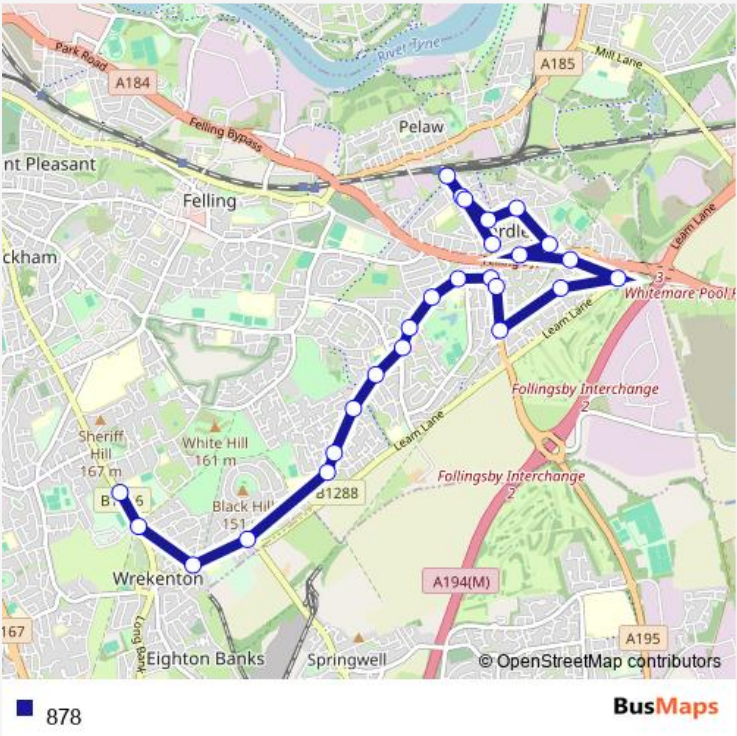 River Tyne
Mill Lane
Park Road
A185
A184
Felling Bypass
Pelaw
nt Pleasant
Felling
Leam Lane
ckham
3
Leam Lane
Follingsby Interchange
2
Sheriff
Hill
167 m
White Hill
161 m
Leam Lane
Follingsby Interchange
2
B1288
Black Hill
151
Wrekenton
A194(M)
167
Long Bank
A195
Eighton Banks
Springwell
© OpenStreetMap contributors
878
BusMaps